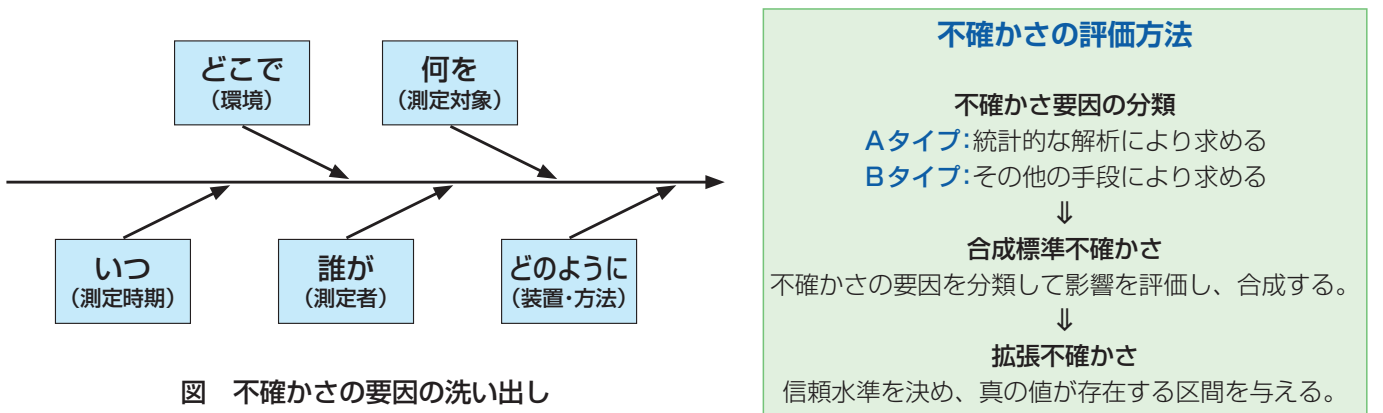 どこで
（環境）
何を
（測定対象）
いつ
（測定時期）
誰が
（測定者）
どのように
（装置・方法）
図　不確かさの要因の洗い出し
不確かさの評価方法
不確かさ要因の分類
Aタイプ：統計的な解析により求める
Bタイプ：その他の手段により求める
⇓
合成標準不確かさ
不確かさの要因を分類して影響を評価し、合成する。
⇓
拡張不確かさ
信頼水準を決め、真の値が存在する区間を与える。